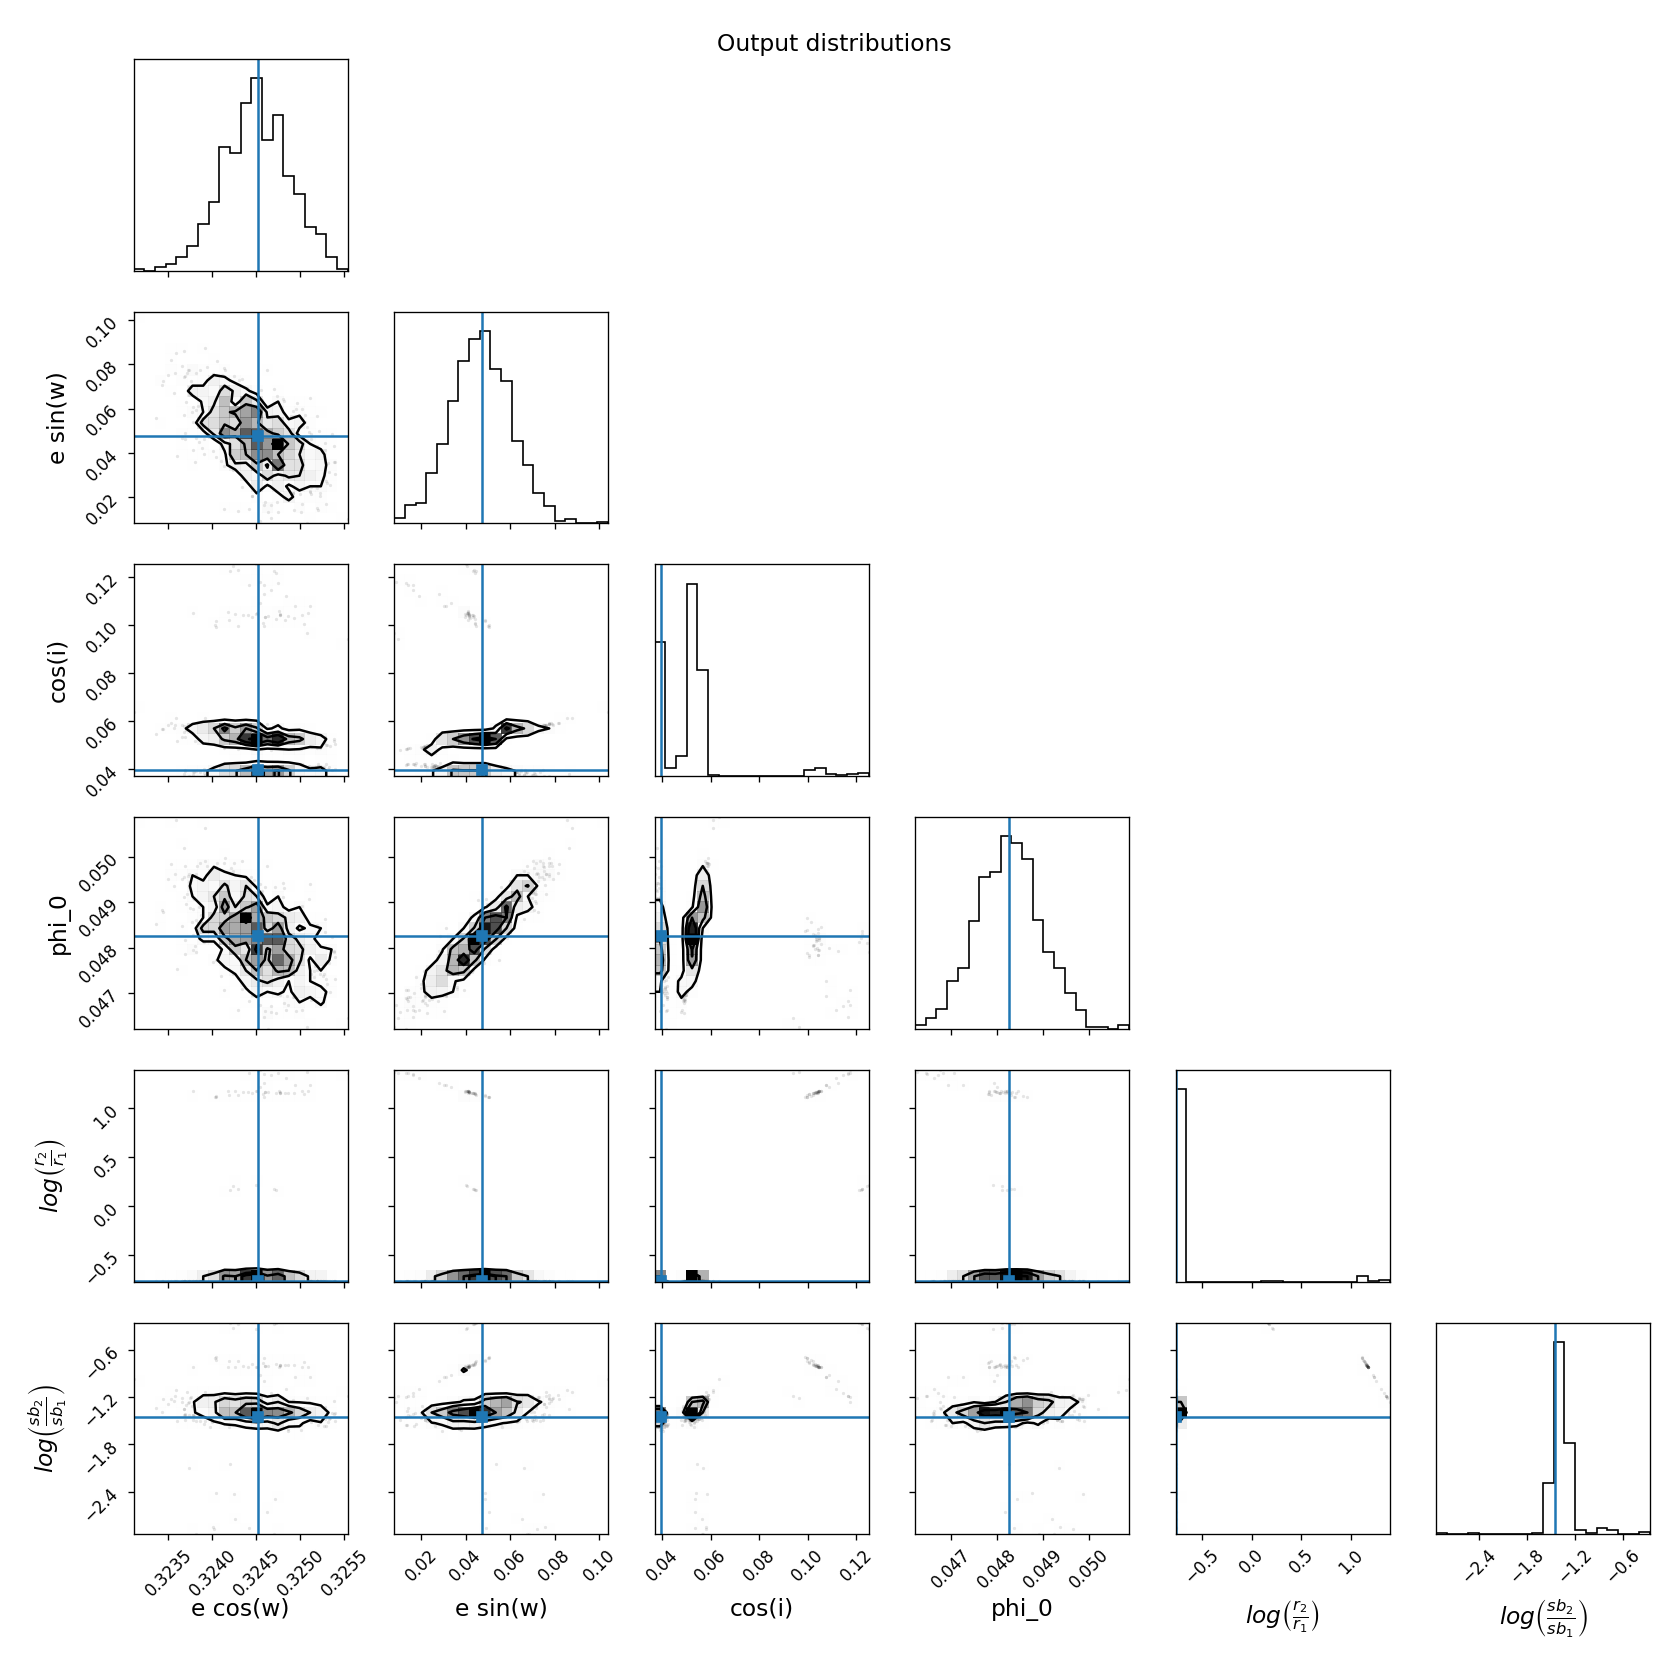 Output distributions
0.10
0.08
0.06
0.04
0.02
e sin(w)
0.12
0.10
0.08
0.06
0.04
cos(i)
0.050
0.049
0.048
0.047
phi_0
1.0
0.5
0.0
−0.5
log(r2/r1)
−0.6
−1.2
−1.8
−2.4
log(sb2/sb1)
0.3235 0.3240 0.3245 0.3250 0.3255 0.02 0.04 0.06 0.08 0.10 0.04 0.06 0.08 0.10 0.12 0.047 0.048 0.049 0.050 −0.5 0.0 0.5 1.0 −2.4 −1.8 −1.2 −0.6
e cos(w) e sin(w) cos(i) phi_0 log(r2/r1) log(sb2/sb1)